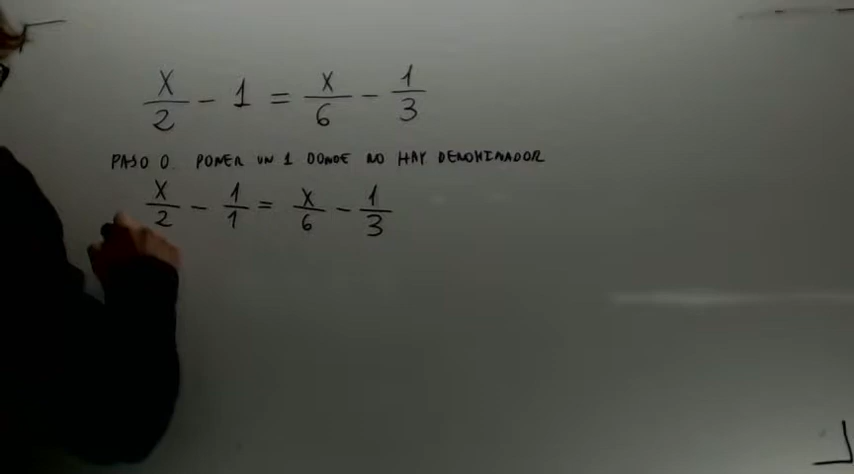 x/2 - 1 = x/6 - 1/3
PASO 0. PONER UN 1 DONDE NO HAY DENOMINADOR
x/2 - 1/1 = x/6 - 1/3